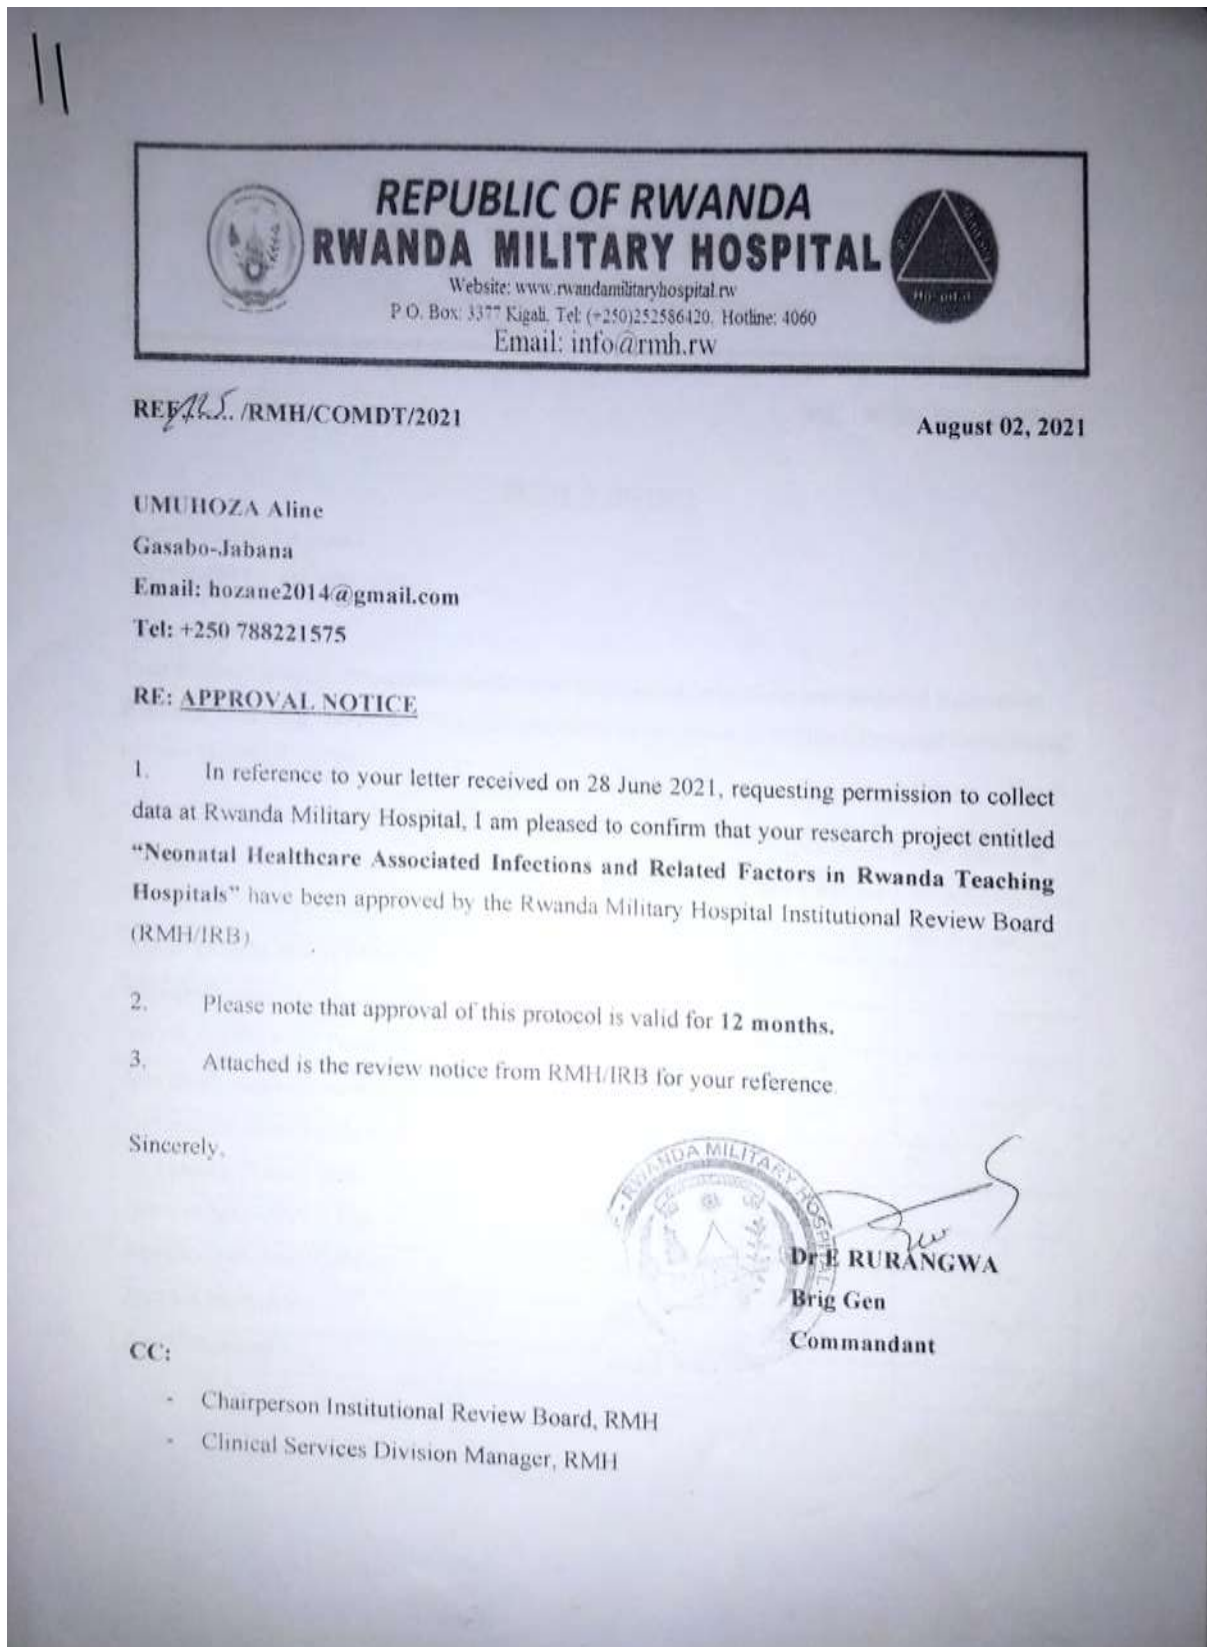 REPUBLIC OF RWANDA
RWANDA MILITARY HOSPITAL
Website: www.rwandamilitaryhospital.rw
P.O. Box: 3377 Kigali, Tel: (+250)252586420, Hotline: 4060
Email: info@rmh.rw
Hospital
REF /RMH/COMDT/2021
August 02, 2021
UMUHOZA Aline
Gasabo-Jabana
Email: hozane2014@gmail.com
Tel: +250 788221575
RE: APPROVAL NOTICE
1. In reference to your letter received on 28 June 2021, requesting permission to collect
data at Rwanda Military Hospital, I am pleased to confirm that your research project entitled
“Neonatal Healthcare Associated Infections and Related Factors in Rwanda Teaching
Hospitals” have been approved by the Rwanda Military Hospital Institutional Review Board
(RMH/IRB)
2. Please note that approval of this protocol is valid for 12 months.
3. Attached is the review notice from RMH/IRB for your reference.
Sincerely,
RWANDA MILITARY HOSPITAL
Dr E RURANGWA
Brig Gen
Commandant
CC:
- Chairperson Institutional Review Board, RMH
- Clinical Services Division Manager, RMH